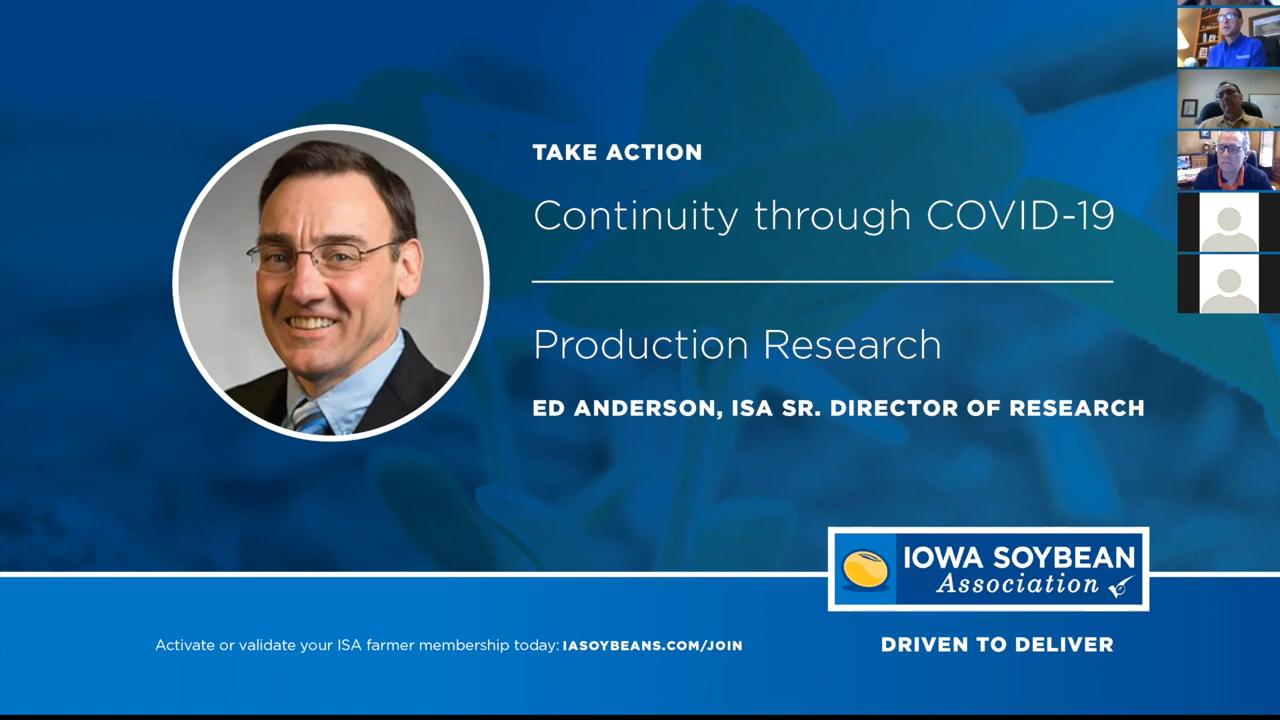 TAKE ACTION
Continuity through COVID-19
Production Research
ED ANDERSON, ISA SR. DIRECTOR OF RESEARCH
IOWA SOYBEAN
Association
Activate or validate your ISA farmer membership today: IASOYBEANS.COM/JOIN
DRIVEN TO DELIVER